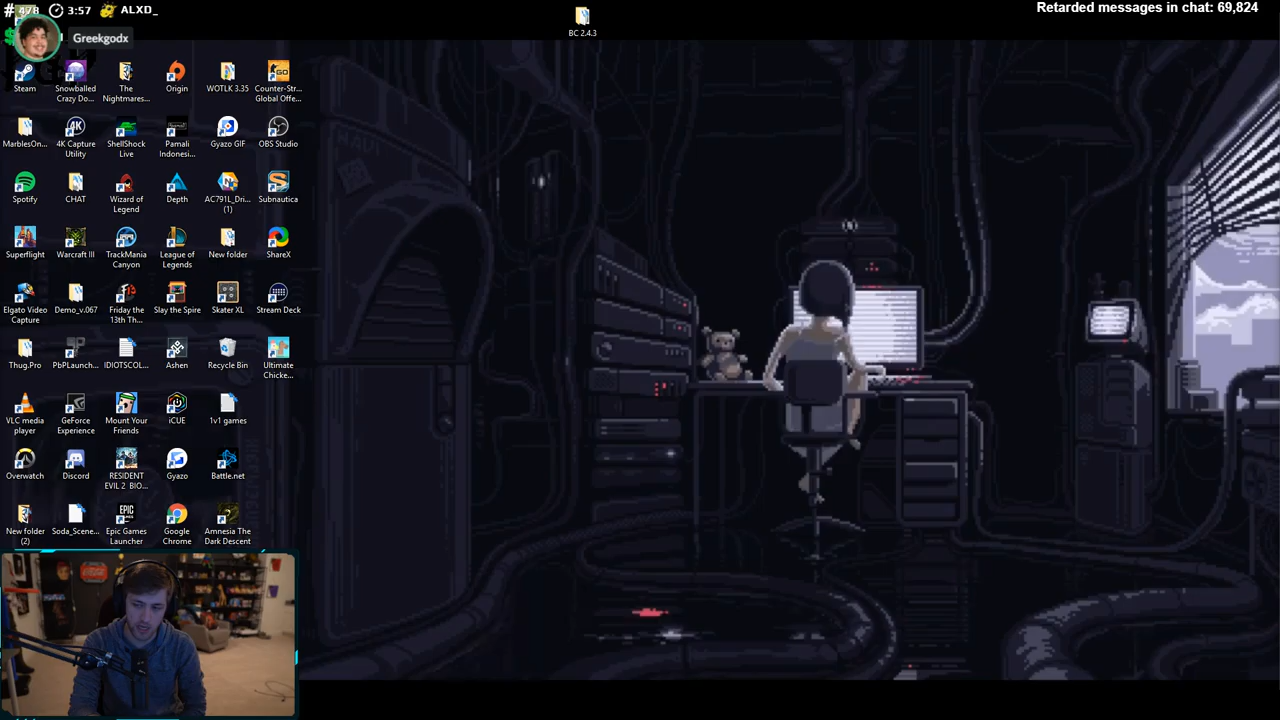 # 478 3:57 ALXD_
Greekgodx
BC 2.4.3
Retarded messages in chat: 69,824
Steam
Snowballed Crazy Do...
The Nightmares...
Origin
WOTLK 3.35
Counter-Str... Global Offe...
MarblesOn...
4K Capture Utility
ShellShock Live
Pamali Indonesi...
Gyazo GIF
OBS Studio
Spotify
CHAT
Wizard of Legend
Depth
AC791L_Dri... (1)
Subnautica
Superflight
Warcraft III
TrackMania Canyon
League of Legends
New folder
ShareX
Elgato Video Capture
Demo_v.067
Friday the 13th Th...
Slay the Spire
Skater XL
Stream Deck
Thug.Pro
PbPLaunch...
IDIOTSCOL...
Ashen
Recycle Bin
Ultimate Chicke...
VLC media player
GeForce Experience
Mount Your Friends
iCUE
1v1 games
Overwatch
Discord
RESIDENT EVIL 2 BIO...
Gyazo
Battle.net
New folder (2)
Soda_Scene...
Epic Games Launcher
Google Chrome
Amnesia The Dark Descent